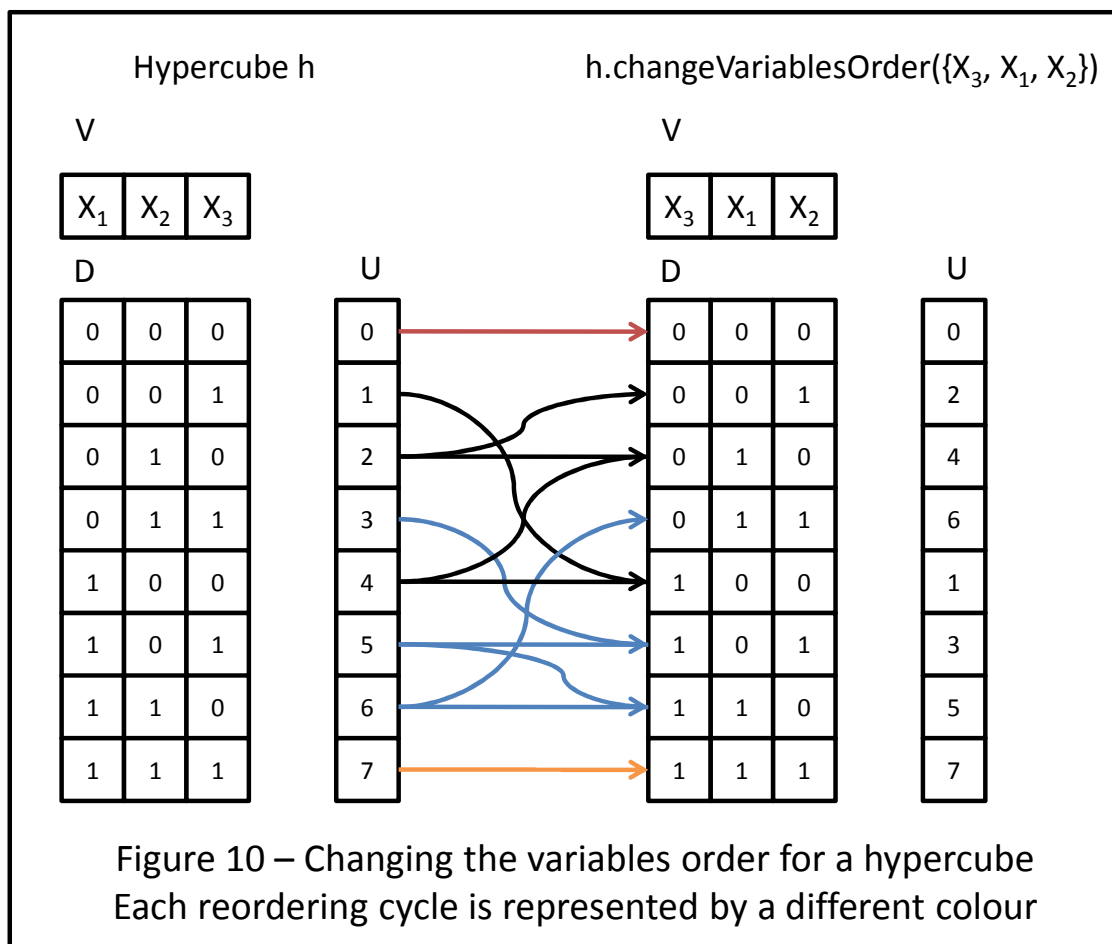 Hypercube h h.changeVariablesOrder({X₃, X₁, X₂})
V V
X₁ X₂ X₃ X₃ X₁ X₂
D U D U
0 0 0 0 0 0 0 0
0 0 1 1 0 0 1 2
0 1 0 2 0 1 0 4
0 1 1 3 0 1 1 6
1 0 0 4 1 0 0 1
1 0 1 5 1 0 1 3
1 1 0 6 1 1 0 5
1 1 1 7 1 1 1 7
Figure 10 – Changing the variables order for a hypercube
Each reordering cycle is represented by a different colour